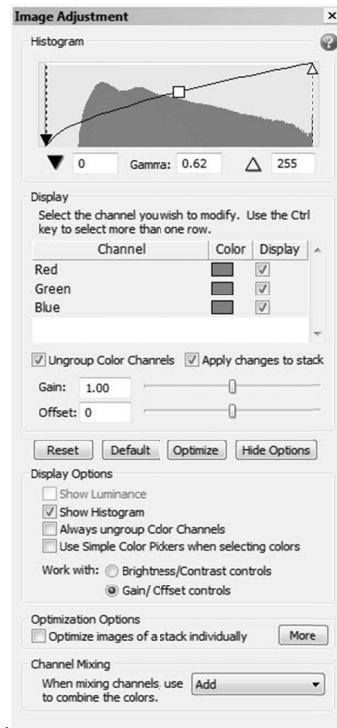 Image Adjustment
Histogram
0 Gamma: 0.62 255
Display
Select the channel you wish to modify. Use the Ctrl
key to select more than one row.
Channel Color Display
Red
Green
Blue
Ungroup Color Channels Apply changes to stack
Gain: 1.00
Offset: 0
Reset Default Optimize Hide Options
Display Options
Show Luminance
Show Histogram
Always ungroup Color Channels
Use Simple Color Pickers when selecting colors
Work with: Brightness/Contrast controls
Gain/ Offset controls
Optimization Options
Optimize images of a stack individually More
Channel Mixing
When mixing channels, use Add
to combine the colors.